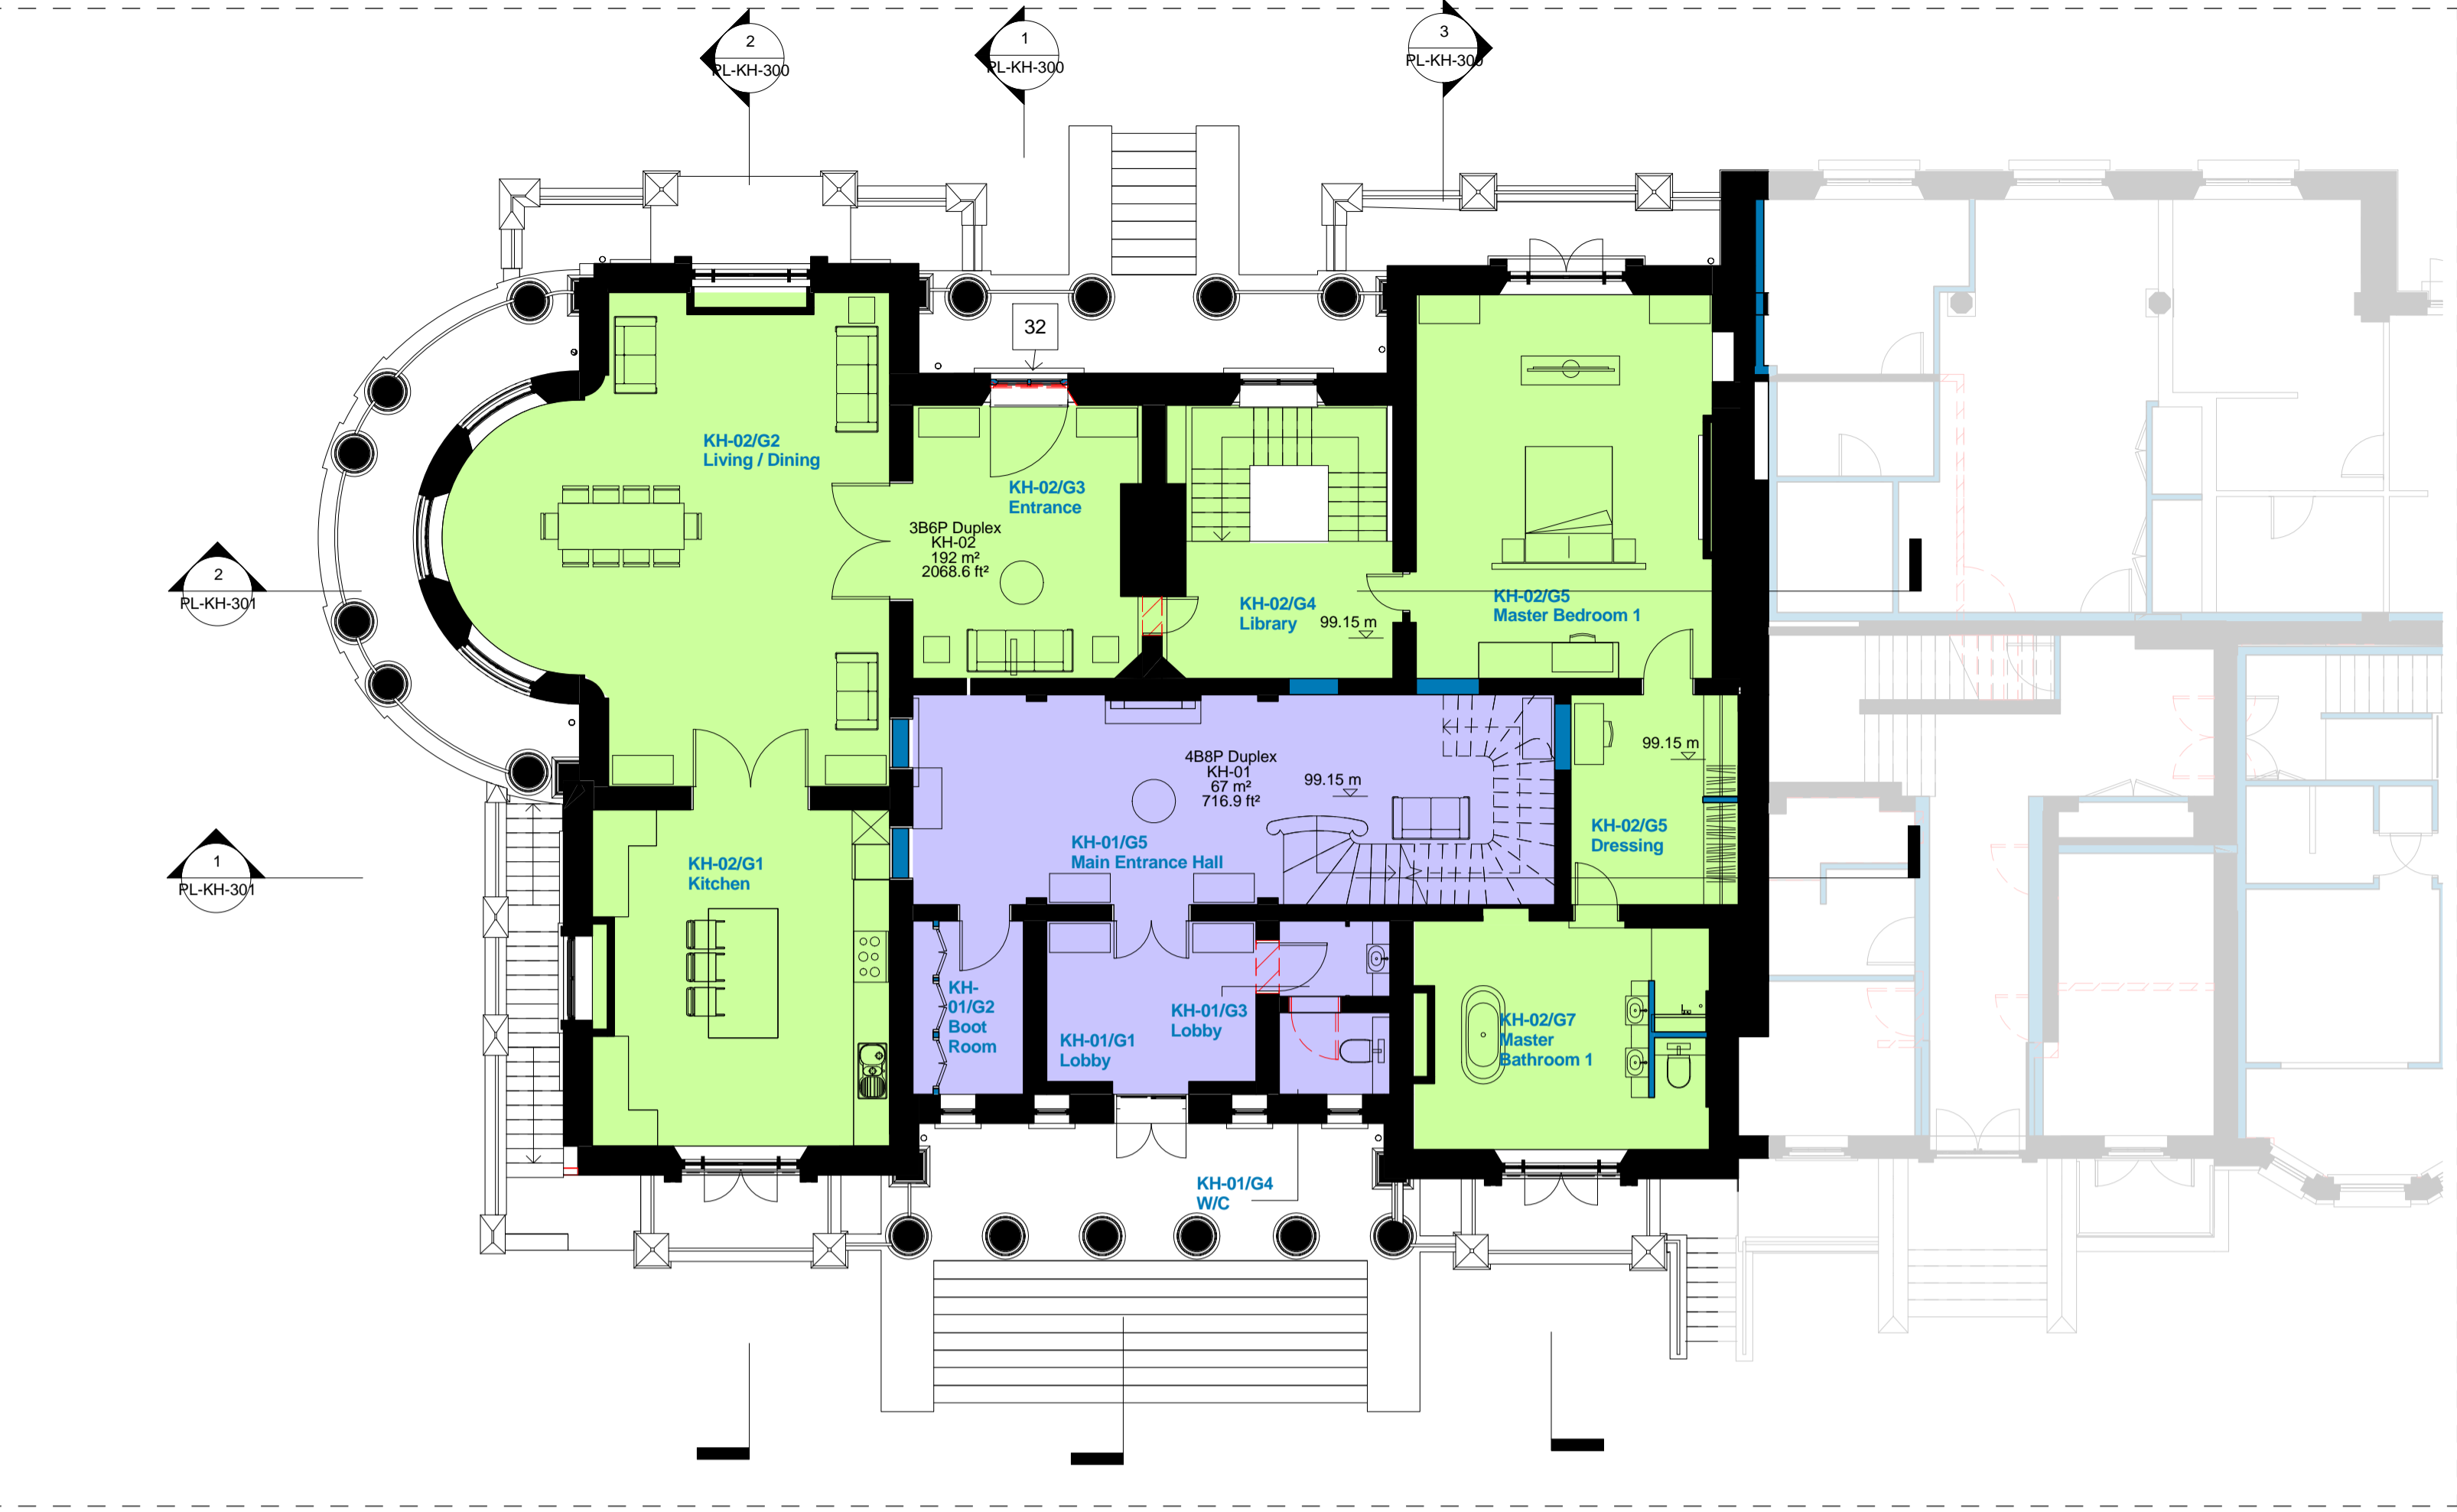 2
PL-KH-300
1
PL-KH-300
3
PL-KH-300
32
KH-02/G2
Living / Dining
KH-02/G3
Entrance
3B6P Duplex
KH-02
192 m²
2068.6 ft²
KH-02/G4
Library
99.15 m
KH-02/G5
Master Bedroom 1
2
PL-KH-301
4B8P Duplex
KH-01
67 m²
716.9 ft²
99.15 m
99.15 m
KH-01/G5
Main Entrance Hall
KH-02/G5
Dressing
1
PL-KH-301
KH-02/G1
Kitchen
KH-
01/G2
Boot
Room
KH-01/G1
Lobby
KH-01/G3
Lobby
KH-02/G7
Master
Bathroom 1
KH-01/G4
W/C